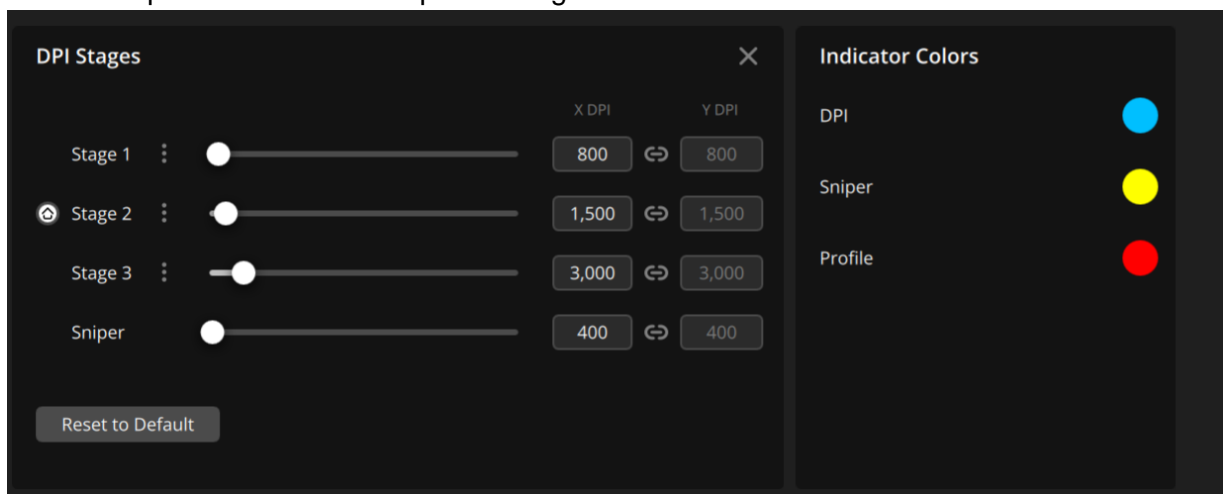 DPI Stages
X DPI Y DPI
Stage 1 800 800
Stage 2 1,500 1,500
Stage 3 3,000 3,000
Sniper 400 400
Reset to Default
Indicator Colors
DPI
Sniper
Profile